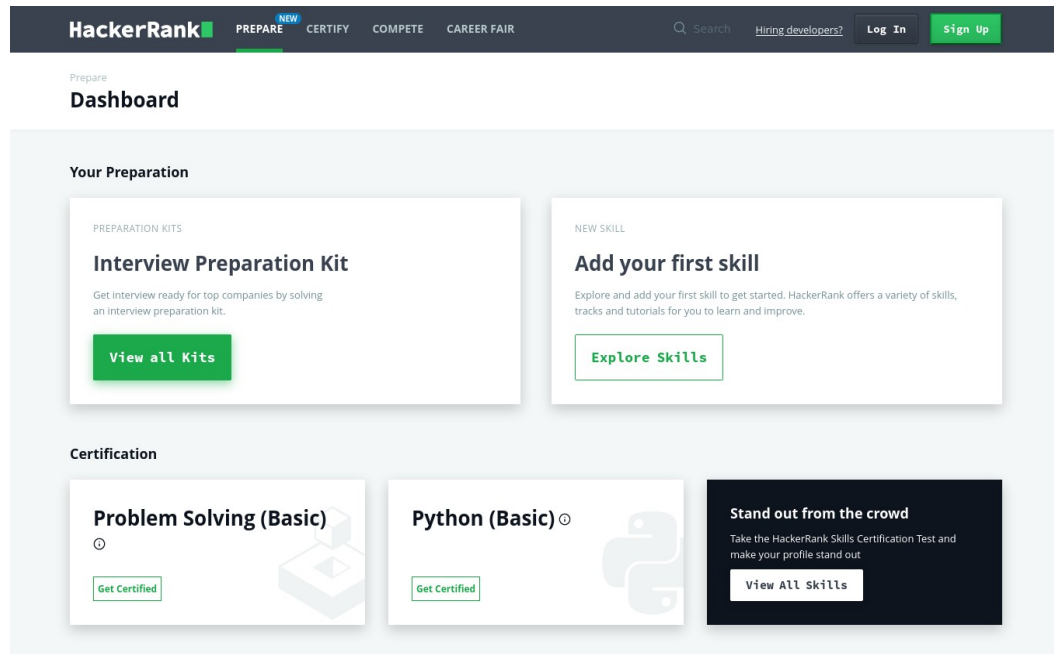 HackerRank PREPARE NEW CERTIFY COMPETE CAREER FAIR Search Hiring developers? Log In Sign Up
Prepare
Dashboard
Your Preparation
PREPARATION KITS
Interview Preparation Kit
Get interview ready for top companies by solving
an interview preparation kit.
View all Kits
NEW SKILL
Add your first skill
Explore and add your first skill to get started. HackerRank offers a variety of skills,
tracks and tutorials for you to learn and improve.
Explore Skills
Certification
Problem Solving (Basic)
Get Certified
Python (Basic)
Get Certified
Stand out from the crowd
Take the HackerRank Skills Certification Test and
make your profile stand out
View All Skills